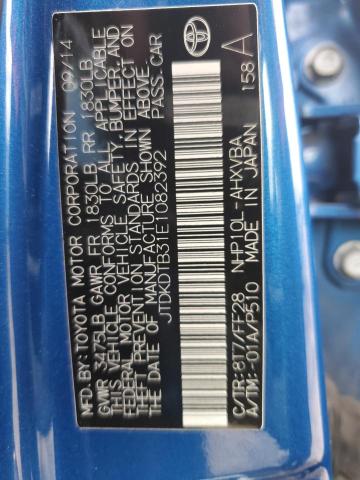 MFD.BY:TOYOTA MOTOR CORPORATION 09/14
GVWR 3475LB GAWR FR 1830LB RR 1830LB
THIS VEHICLE CONFORMS TO ALL APPLICABLE
FEDERAL MOTOR VEHICLE SAFETY, BUMPER, AND
THEFT PREVENTION STANDARDS IN EFFECT ON
THE DATE OF MANUFACTURE SHOWN ABOVE.
JTDKDTB31E1082392 PASS.CAR
C/TR:8T7/FF28 NHP10L-AHXVBA
A/TM:-01A/P510 MADE IN JAPAN 158 A
TOYOTA